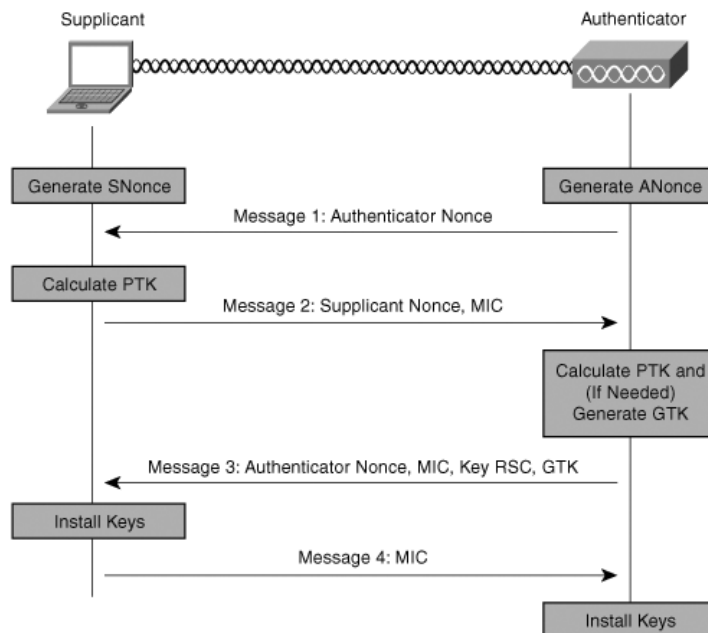 Supplicant
Authenticator
Generate SNonce
Generate ANonce
Message 1: Authenticator Nonce
Calculate PTK
Message 2: Supplicant Nonce, MIC
Calculate PTK and
(If Needed)
Generate GTK
Message 3: Authenticator Nonce, MIC, Key RSC, GTK
Install Keys
Message 4: MIC
Install Keys